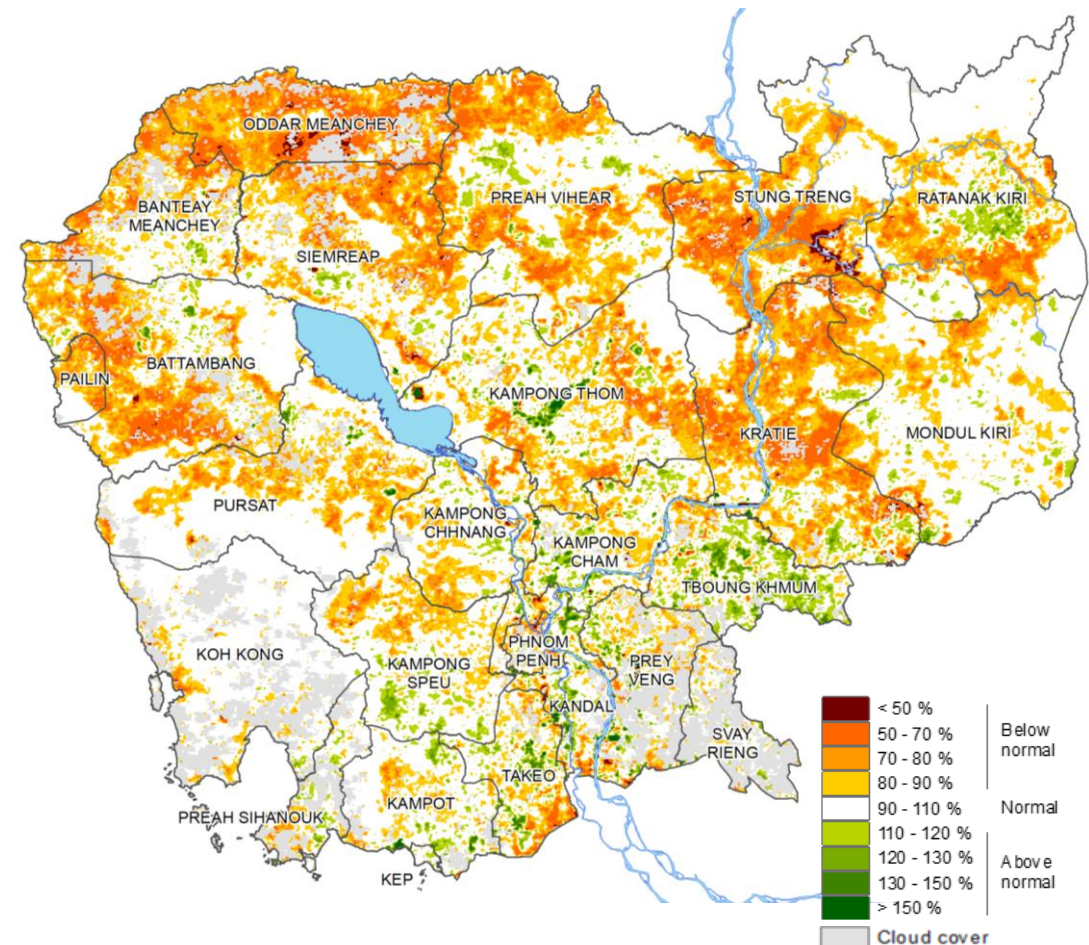 ODDAR MEANCHEY
BANTEAY
MEANCHEY
PREAH VIHEAR
STUNG TRENG
RATANAK KIRI
SIEMREAP
BATTAMBANG
PAILIN
KAMPONG THOM
KRATIE
MONDUL KIRI
PURSAT
KAMPONG
CHHNANG
KAMPONG
CHAM
TBOUNG KHMUM
KOH KONG
KAMPONG
SPEU
PHNOM
PENH
PREY
VENG
KANDAL
SVAY
RIENG
TAKEO
KAMPOT
PREAH SIHANOUK
KEP
< 50 %
50 - 70 %
70 - 80 %
80 - 90 %
Below
normal
90 - 110 %
Normal
110 - 120 %
120 - 130 %
130 - 150 %
> 150 %
Above
normal
Cloud cover